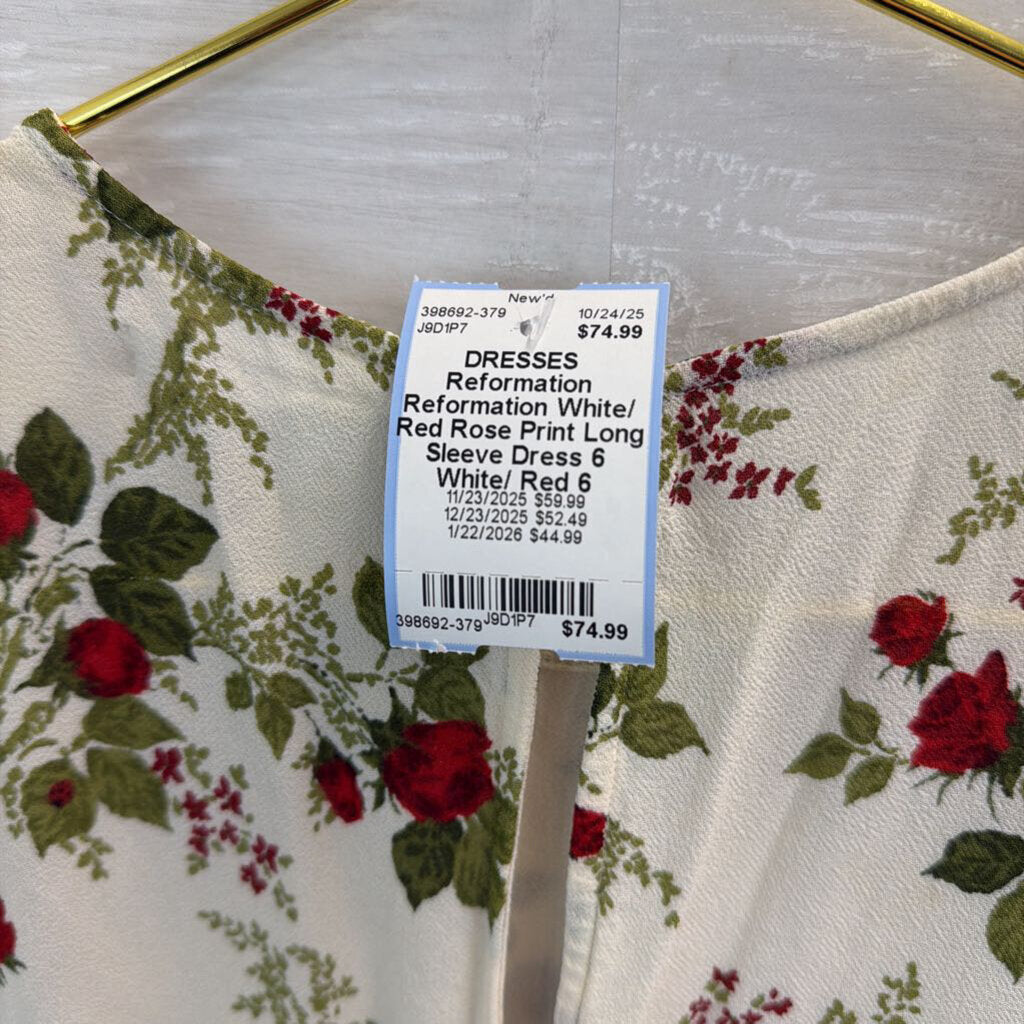 New'd
398692-379 10/24/25
J9D1P7 $74.99
DRESSES
Reformation
Reformation White/
Red Rose Print Long
Sleeve Dress 6
White/ Red 6
11/23/2025 $59.99
12/23/2025 $52.49
1/22/2026 $44.99
398692-379 J9D1P7 $74.99